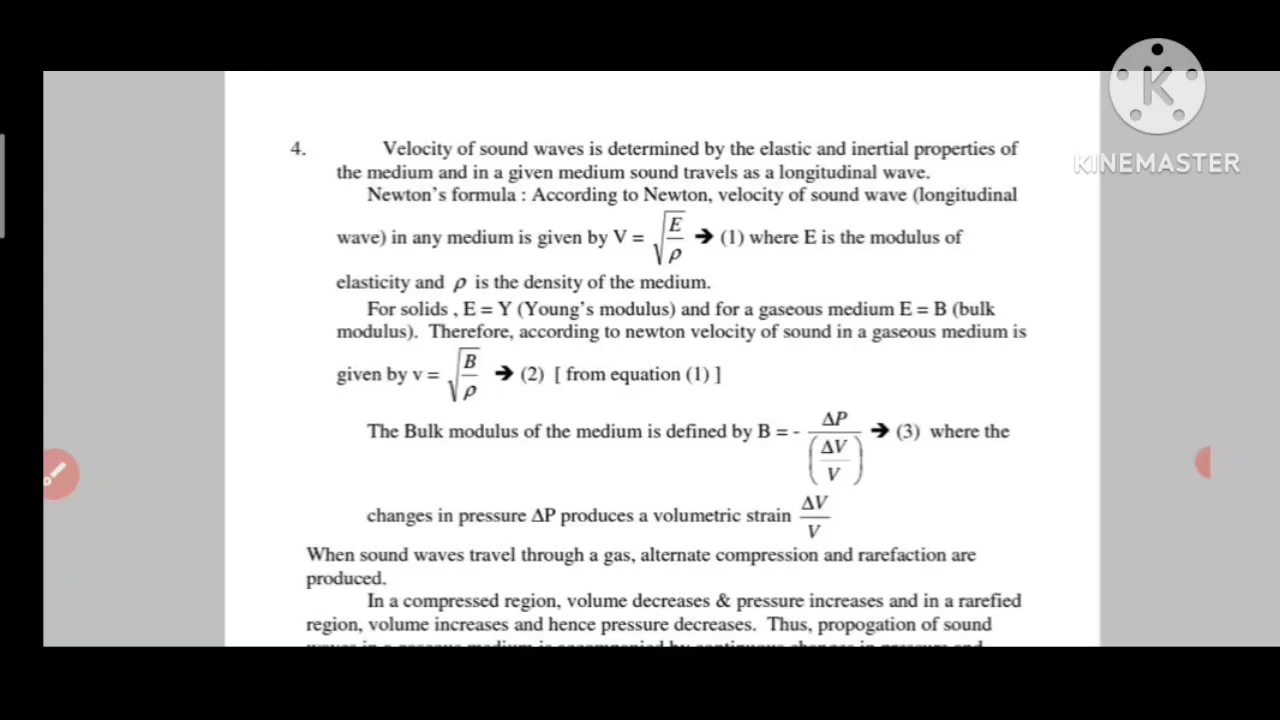 KINEMASTER
4. Velocity of sound waves is determined by the elastic and inertial properties of
the medium and in a given medium sound travels as a longitudinal wave.
Newton's formula : According to Newton, velocity of sound wave (longitudinal
wave) in any medium is given by V = √(E/ρ) ➔ (1) where E is the modulus of
elasticity and ρ is the density of the medium.
For solids , E = Y (Young's modulus) and for a gaseous medium E = B (bulk
modulus). Therefore, according to newton velocity of sound in a gaseous medium is
given by v = √(B/ρ) ➔ (2) [ from equation (1) ]
The Bulk modulus of the medium is defined by B = - ΔP/(ΔV/V) ➔ (3) where the
changes in pressure ΔP produces a volumetric strain ΔV/V
When sound waves travel through a gas, alternate compression and rarefaction are
produced.
In a compressed region, volume decreases & pressure increases and in a rarefied
region, volume increases and hence pressure decreases. Thus, propogation of sound